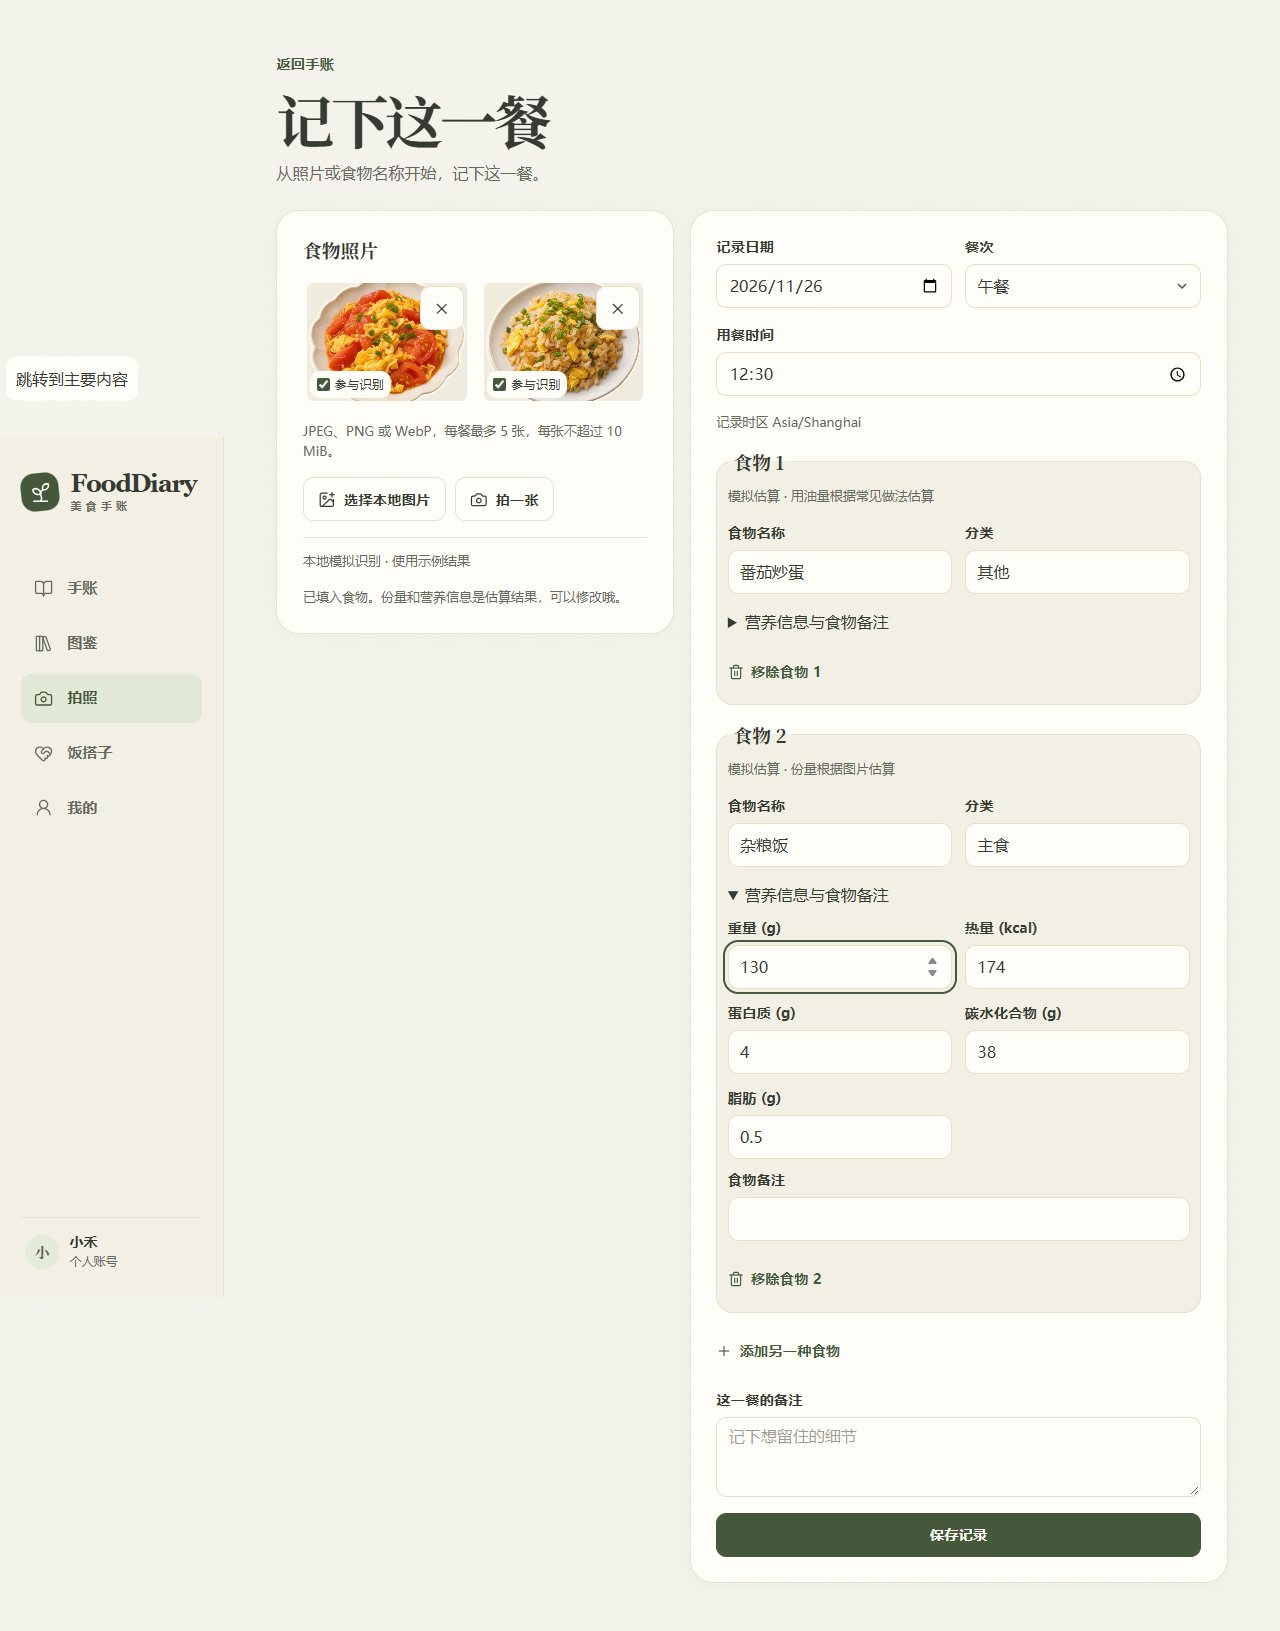 返回手账
记下这一餐
从照片或食物名称开始，记下这一餐。
跳转到主要内容
FoodDiary
美食手账
手账
图鉴
拍照
饭搭子
我的
小
小禾
个人账号
食物照片
参与识别
参与识别
JPEG、PNG 或 WebP，每餐最多 5 张，每张不超过 10
MiB。
选择本地图片
拍一张
本地模拟识别 · 使用示例结果
已填入食物。份量和营养信息是估算结果，可以修改哦。
记录日期
餐次
2026/11/26
午餐
用餐时间
12:30
记录时区 Asia/Shanghai
食物 1
模拟估算 · 用油量根据常见做法估算
食物名称
分类
番茄炒蛋
其他
营养信息与食物备注
移除食物 1
食物 2
模拟估算 · 份量根据图片估算
食物名称
分类
杂粮饭
主食
营养信息与食物备注
重量 (g)
热量 (kcal)
130
174
蛋白质 (g)
碳水化合物 (g)
4
38
脂肪 (g)
0.5
食物备注
移除食物 2
添加另一种食物
这一餐的备注
记下想留住的细节
保存记录